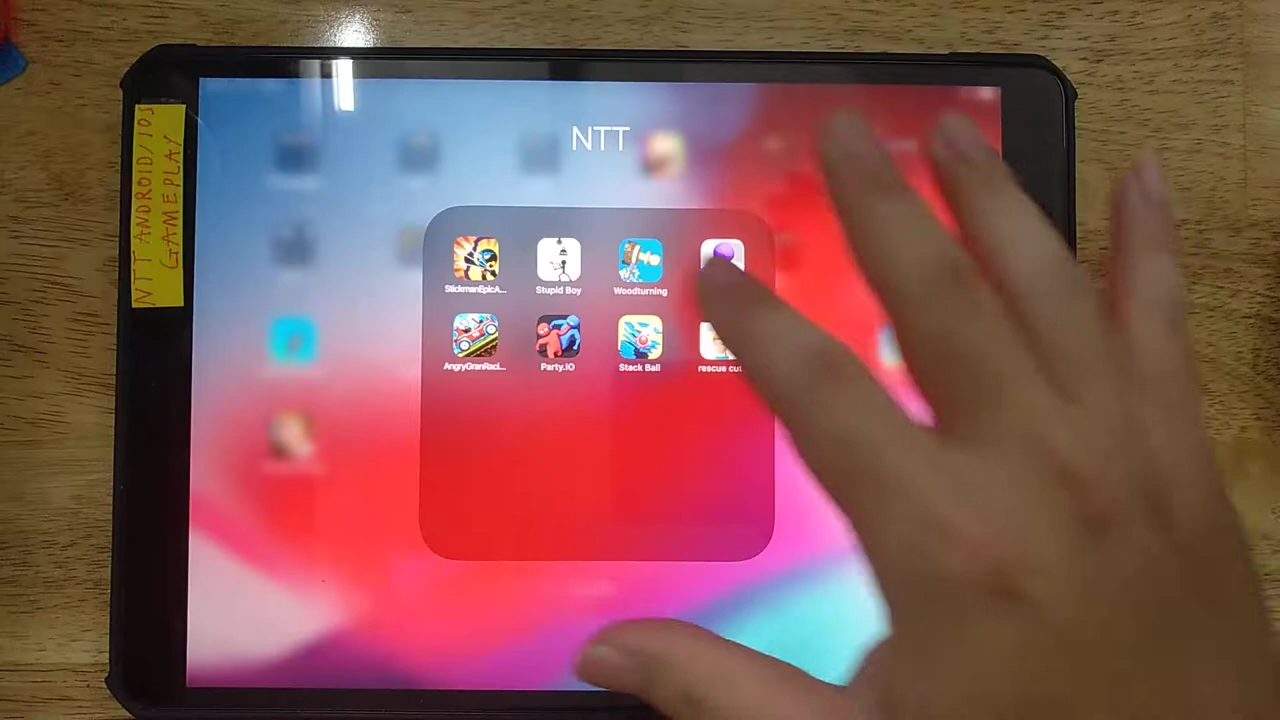 NTT ANDROID/IOS
GAMEPLAY
NTT
StickmanEpicA...
Stupid Boy
Woodturning
AngryGranRaci...
Party.IO
Stack Ball
rescue cut